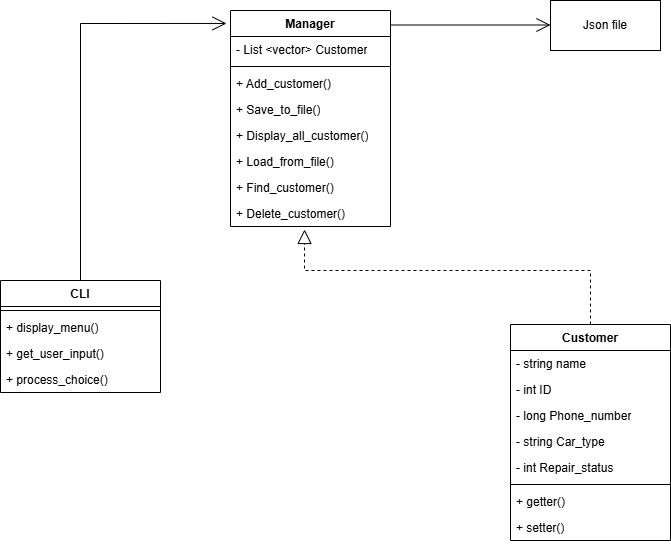 Manager
- List <vector> Customer
+ Add_customer()
+ Save_to_file()
+ Display_all_customer()
+ Load_from_file()
+ Find_customer()
+ Delete_customer()
Json file
CLI
+ display_menu()
+ get_user_input()
+ process_choice()
Customer
- string name
- int ID
- long Phone_number
- string Car_type
- int Repair_status
+ getter()
+ setter()